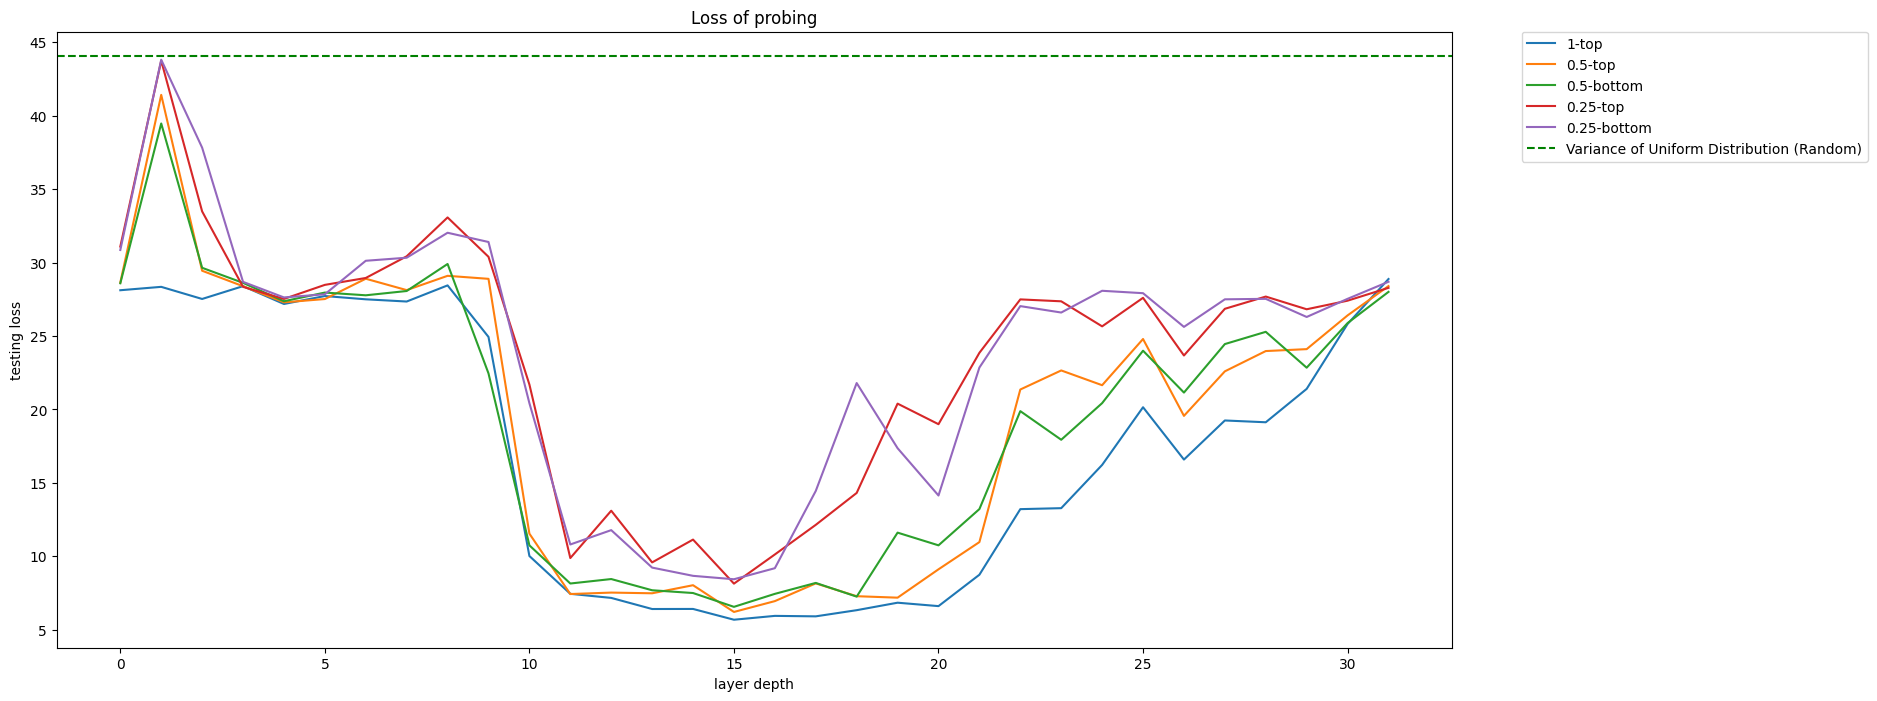 Loss of probing
45
40
35
30
25
20
15
10
5
testing loss
0
5
10
15
20
25
30
layer depth
1-top
0.5-top
0.5-bottom
0.25-top
0.25-bottom
Variance of Uniform Distribution (Random)